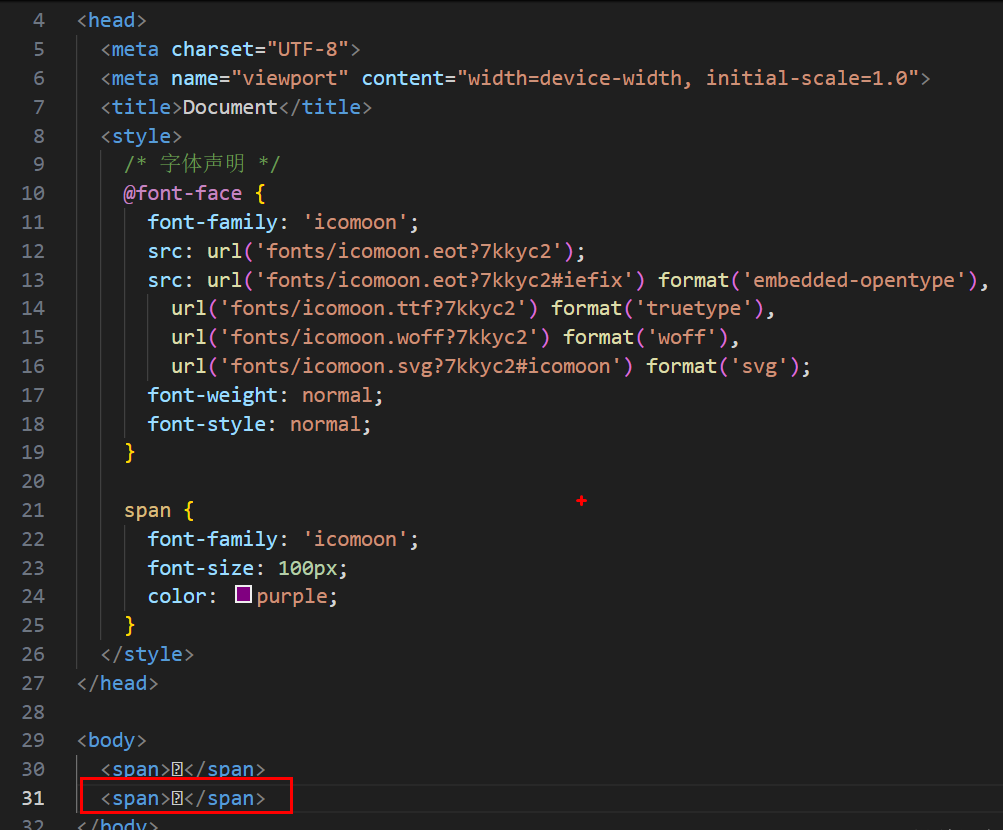 4 <head>
5 <meta charset="UTF-8">
6 <meta name="viewport" content="width=device-width, initial-scale=1.0">
7 <title>Document</title>
8 <style>
9 /* 字体声明 */
10 @font-face {
11 font-family: 'icomoon';
12 src: url('fonts/icomoon.eot?7kkyc2');
13 src: url('fonts/icomoon.eot?7kkyc2#iefix') format('embedded-opentype'),
14 url('fonts/icomoon.ttf?7kkyc2') format('truetype'),
15 url('fonts/icomoon.woff?7kkyc2') format('woff'),
16 url('fonts/icomoon.svg?7kkyc2#icomoon') format('svg');
17 font-weight: normal;
18 font-style: normal;
19 }
20
21 span {
22 font-family: 'icomoon';
23 font-size: 100px;
24 color: purple;
25 }
26 </style>
27 </head>
28
29 <body>
30 <span></span>
31 <span></span>
32 </body>